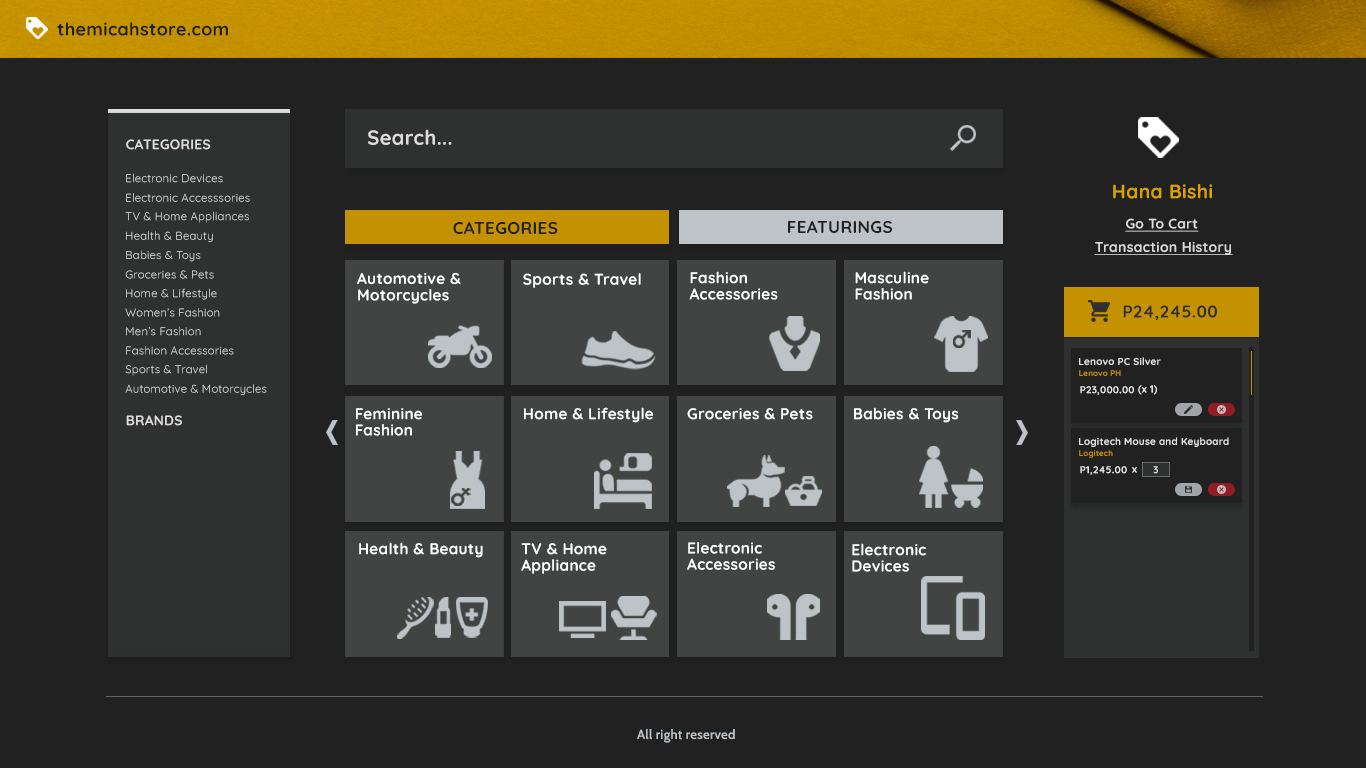 themicahstore.com
CATEGORIES
Electronic Devices
Electronic Accesssories
TV & Home Appliances
Health & Beauty
Babies & Toys
Groceries & Pets
Home & Lifestyle
Women's Fashion
Men's Fashion
Fashion Accessories
Sports & Travel
Automotive & Motorcycles
BRANDS
Search...
CATEGORIES
FEATURINGS
Automotive &
Motorcycles
Sports & Travel
Fashion
Accessories
Masculine
Fashion
Feminine
Fashion
Home & Lifestyle
Groceries & Pets
Babies & Toys
Health & Beauty
TV & Home
Appliance
Electronic
Accessories
Electronic
Devices
Hana Bishi
Go To Cart
Transaction History
P24,245.00
Lenovo PC Silver
Lenovo PH
P23,000.00 (x 1)
Logitech Mouse and Keyboard
Logitech
P1,245.00 x 3
All right reserved